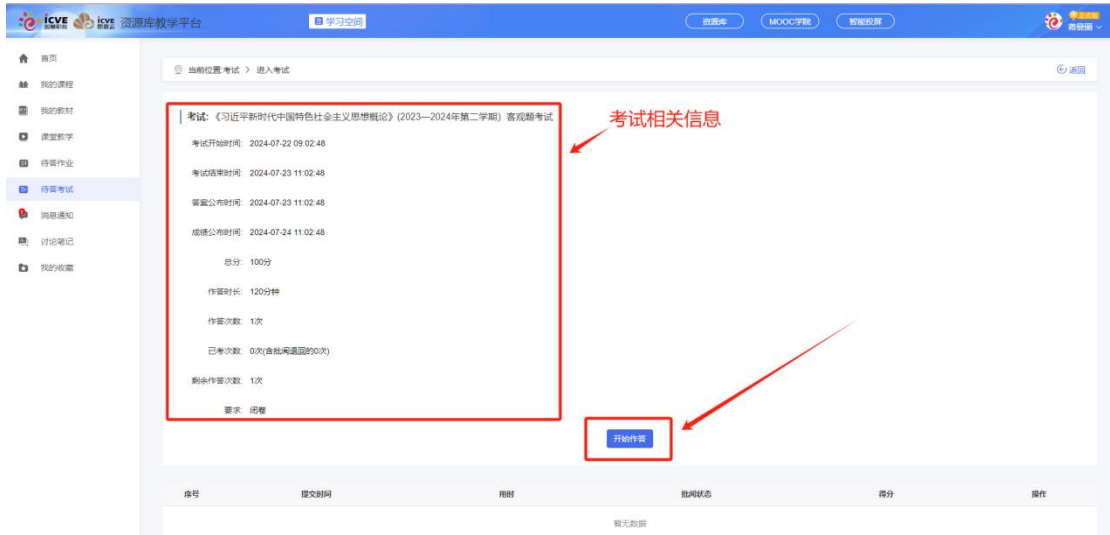 icve icve 资源库教学平台
学习空间
资源库 MOOC学院 智能投屏
首页
我的课程
我的教材
课堂教学
待答作业
待答考试
消息通知
讨论笔记
我的收藏
当前位置:考试 > 进入考试
返回
考试: 《习近平新时代中国特色社会主义思想概论》(2023—2024年第二学期) 客观题考试
考试相关信息
考试开始时间: 2024-07-22 09:02:48
考试结束时间: 2024-07-23 11:02:48
答案公布时间: 2024-07-23 11:02:48
成绩公布时间: 2024-07-24 11:02:48
总分: 100分
作答时长: 120分钟
作答次数: 1次
已考次数: 0次(含批阅退回的0次)
剩余作答次数: 1次
要求: 闭卷
开始作答
序号 提交时间 用时 批阅状态 得分 操作
暂无数据